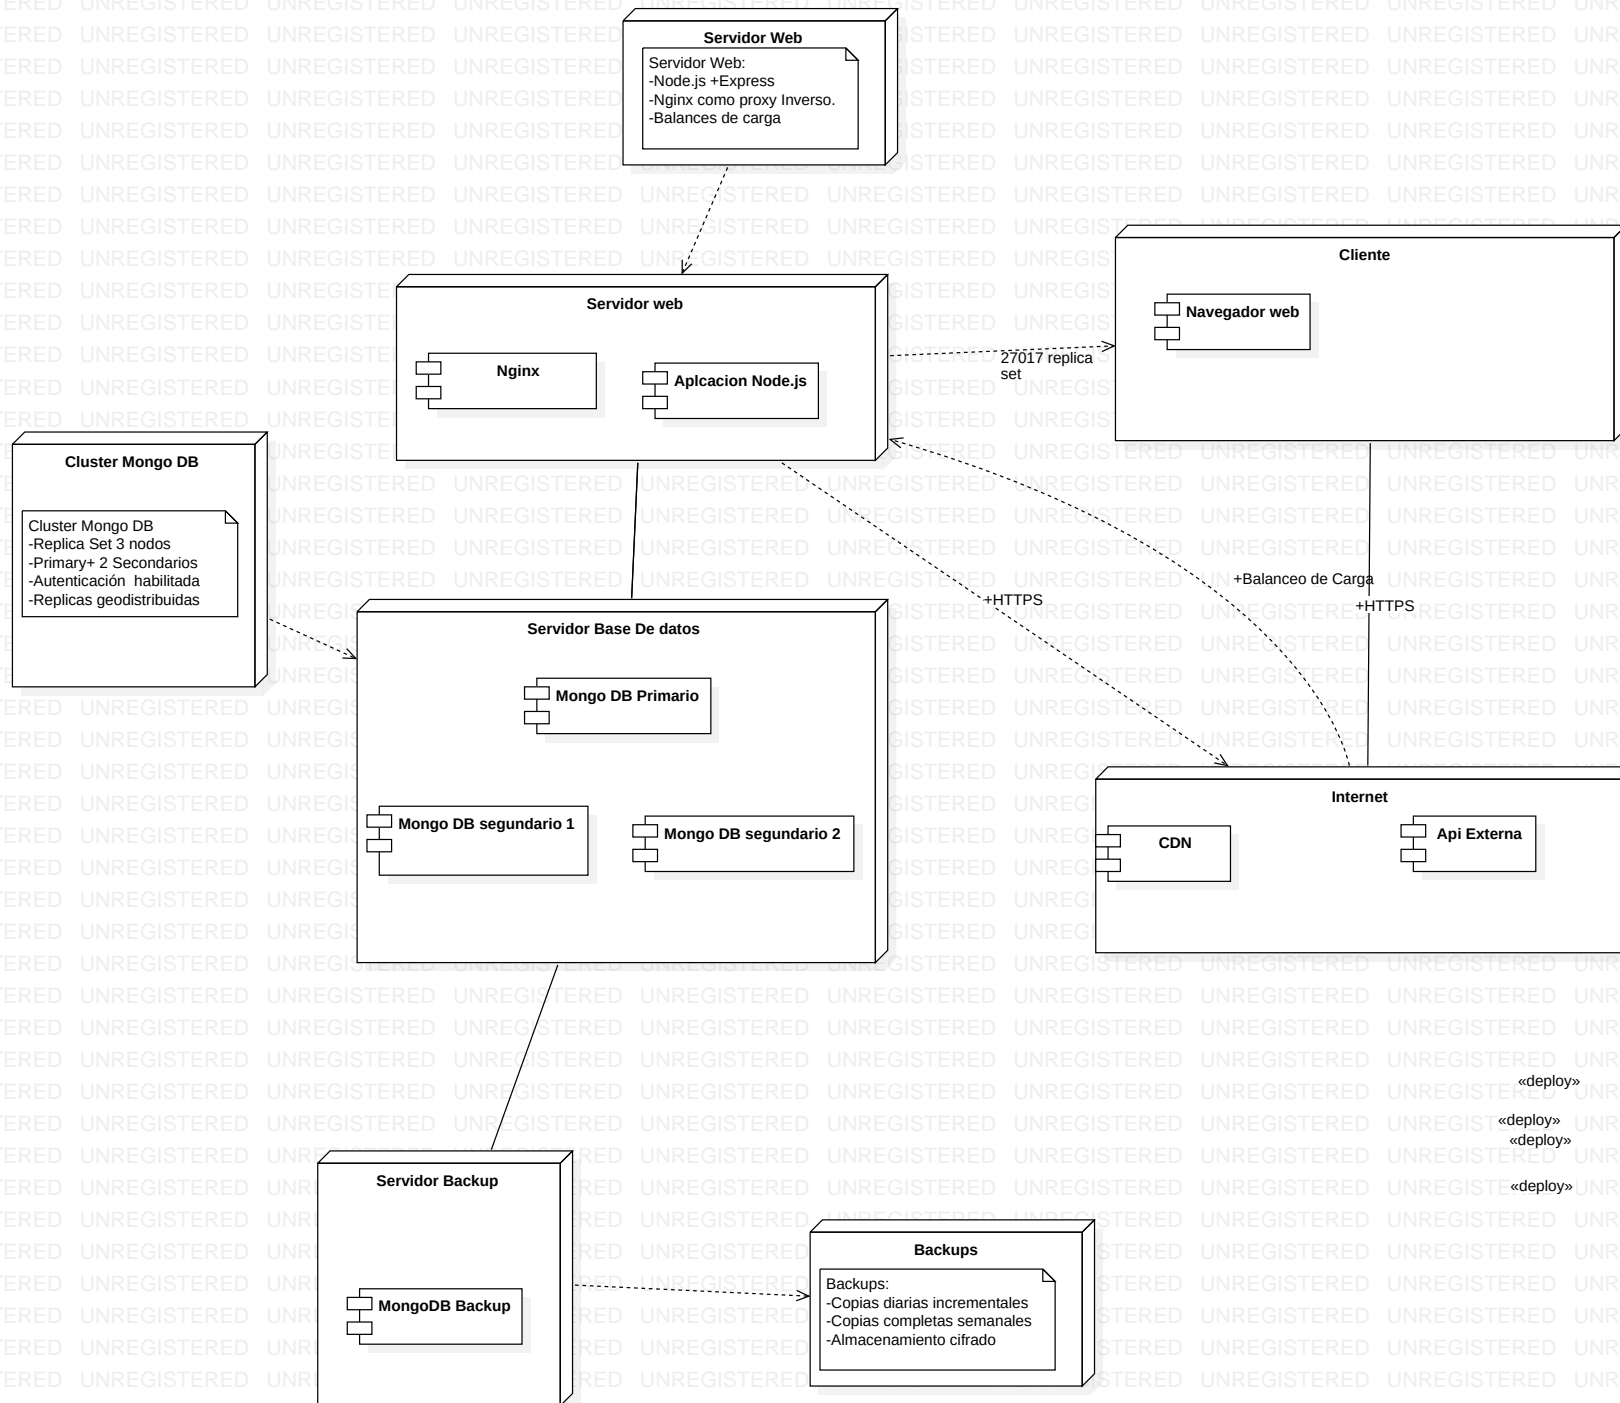 Servidor Web
Servidor Web:
-Node.js +Express
-Nginx como proxy Inverso.
-Balances de carga
Cliente
Navegador web
Servidor web
Nginx
Aplcacion Node.js
27017 replica
set
Cluster Mongo DB
Cluster Mongo DB
-Replica Set 3 nodos
-Primary+ 2 Secondarios
-Autenticación  habilitada
-Replicas geodistribuidas
+Balanceo de Carga
+HTTPS
+HTTPS
Servidor Base De datos
Mongo DB Primario
Mongo DB segundario 1
Mongo DB segundario 2
Internet
CDN
Api Externa
«deploy»
«deploy»
«deploy»
«deploy»
Servidor Backup
MongoDB Backup
Backups
Backups:
-Copias diarias incrementales
-Copias completas semanales
-Almacenamiento cifrado
UNREGISTERED